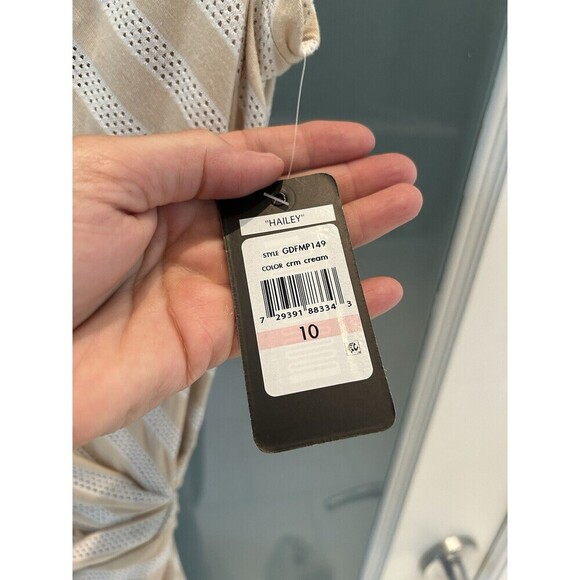 "HAILEY"
STYLE GDFMP149
COLOR crm cream
7 29391 88334 3
10